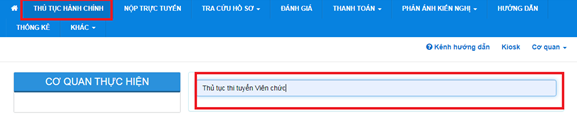 THỦ TỤC HÀNH CHÍNH NỘP TRỰC TUYẾN TRA CỨU HỒ SƠ ĐÁNH GIÁ THANH TOÁN PHẢN ÁNH KIẾN NGHỊ HƯỚNG DẪN
THỐNG KÊ KHÁC
Kênh hướng dẫn Kiosk Cơ quan
CƠ QUAN THỰC HIỆN
Thủ tục thi tuyển Viên chức